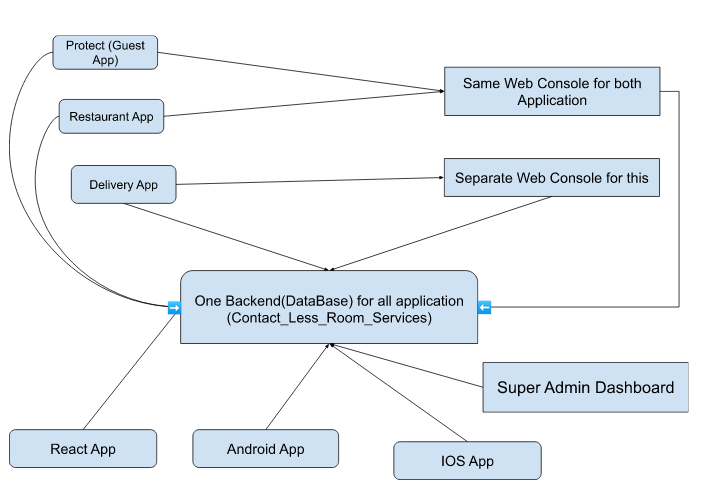 Protect (Guest
App)
Same Web Console for both
Application
Restaurant App
Delivery App
Separate Web Console for this
One Backend(DataBase) for all application
(Contact_Less_Room_Services)
Super Admin Dashboard
React App
Android App
IOS App